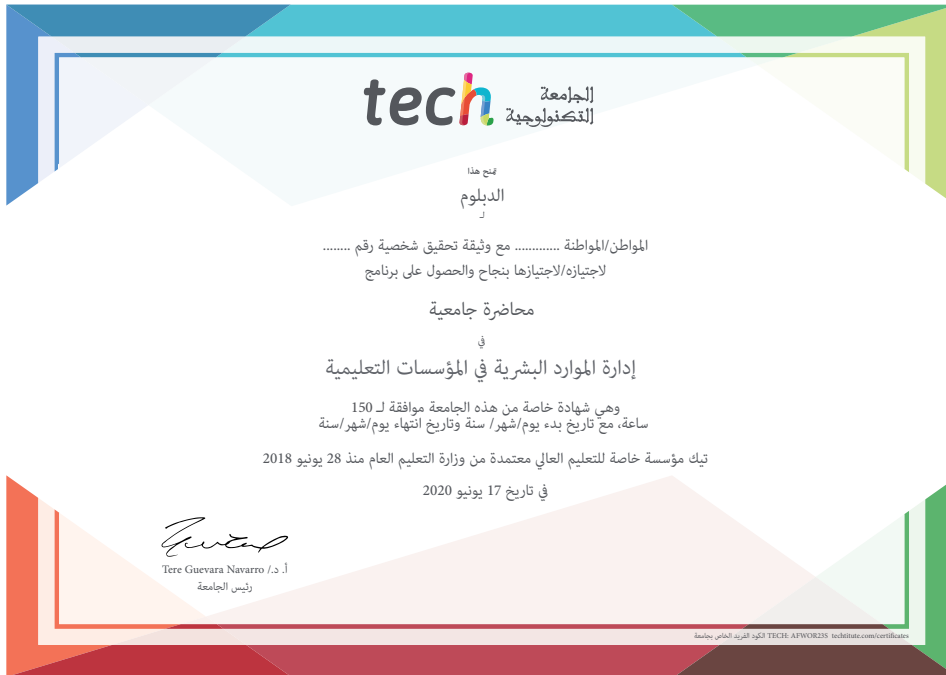 tech الجامعة
التكنولوجية
يمنح هذا
الدبلوم
لـ
المواطن/المواطنة ............ مع وثيقة تحقيق شخصية رقم ........
لاجتيازه/لاجتيازها بنجاح والحصول على برنامج
محاضرة جامعية
في
إدارة الموارد البشرية في المؤسسات التعليمية
وهي شهادة خاصة من هذه الجامعة موافقة لـ 150
ساعة، مع تاريخ بدء يوم/شهر/ سنة وتاريخ انتهاء يوم/شهر/سنة
تيك مؤسسة خاصة للتعليم العالي معتمدة من وزارة التعليم العام منذ 28 يونيو 2018
في تاريخ 17 يونيو 2020
أ. د./ Tere Guevara Navarro
رئيس الجامعة
الكود الفريد الخاص بجامعة TECH: AFWOR23S techtitute.com/certificates